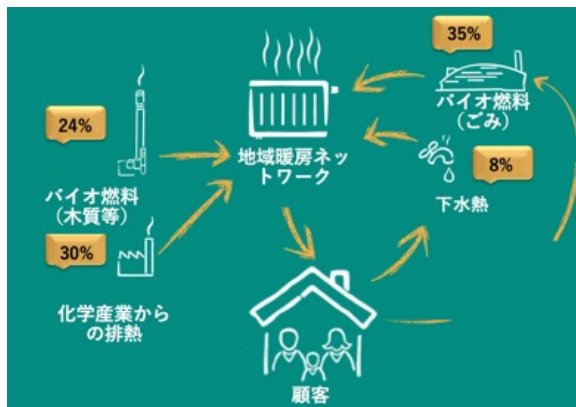 35%
バイオ燃料
(ごみ)
24%
地域暖房ネッ
トワーク
8%
下水熱
バイオ燃料
(木質等)
30%
化学産業から
の排熱
顧客